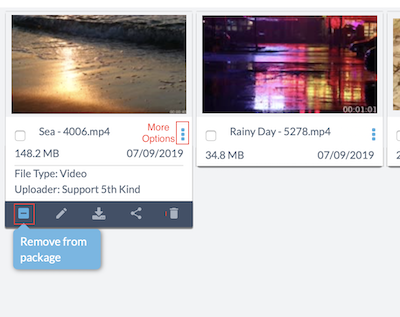 00:01:01
Sea - 4006.mp4
More
Options
148.2 MB
07/09/2019
File Type: Video
Uploader: Support 5th Kind
Remove from
package
Rainy Day - 5278.mp4
34.8 MB
07/09/2019
2